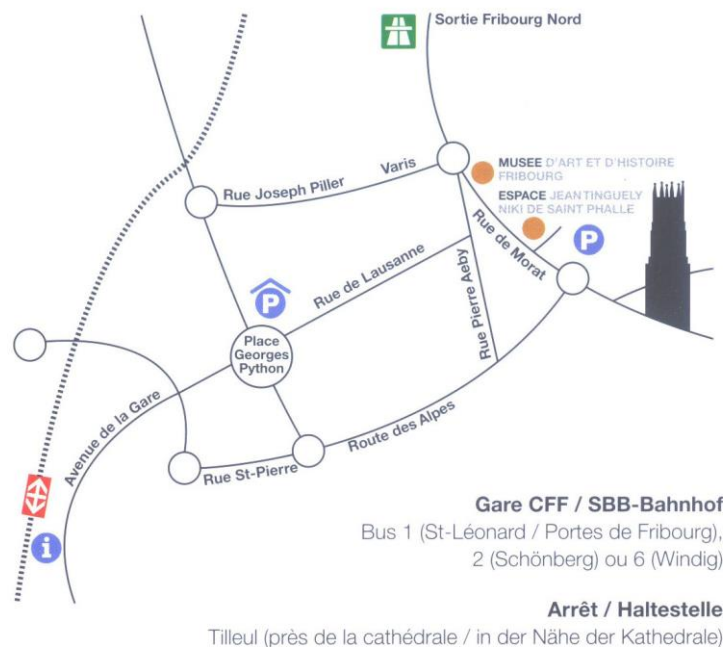 Sortie Fribourg Nord
MUSEE D'ART ET D'HISTOIRE
FRIBOURG
ESPACE JEAN TINGUELY
NIKI DE SAINT PHALLE
Varis
Rue Joseph Piller
Rue de Morat
P
Rue de Lausanne
Rue Pierre Aeby
P
Place
Georges
Python
Avenue de la Gare
Route des Alpes
Rue St-Pierre
i
Gare CFF / SBB-Bahnhof
Bus 1 (St-Léonard / Portes de Fribourg),
2 (Schönberg) ou 6 (Windig)
Arrêt / Haltestelle
Tilleul (près de la cathédrale / in der Nähe der Kathedrale)